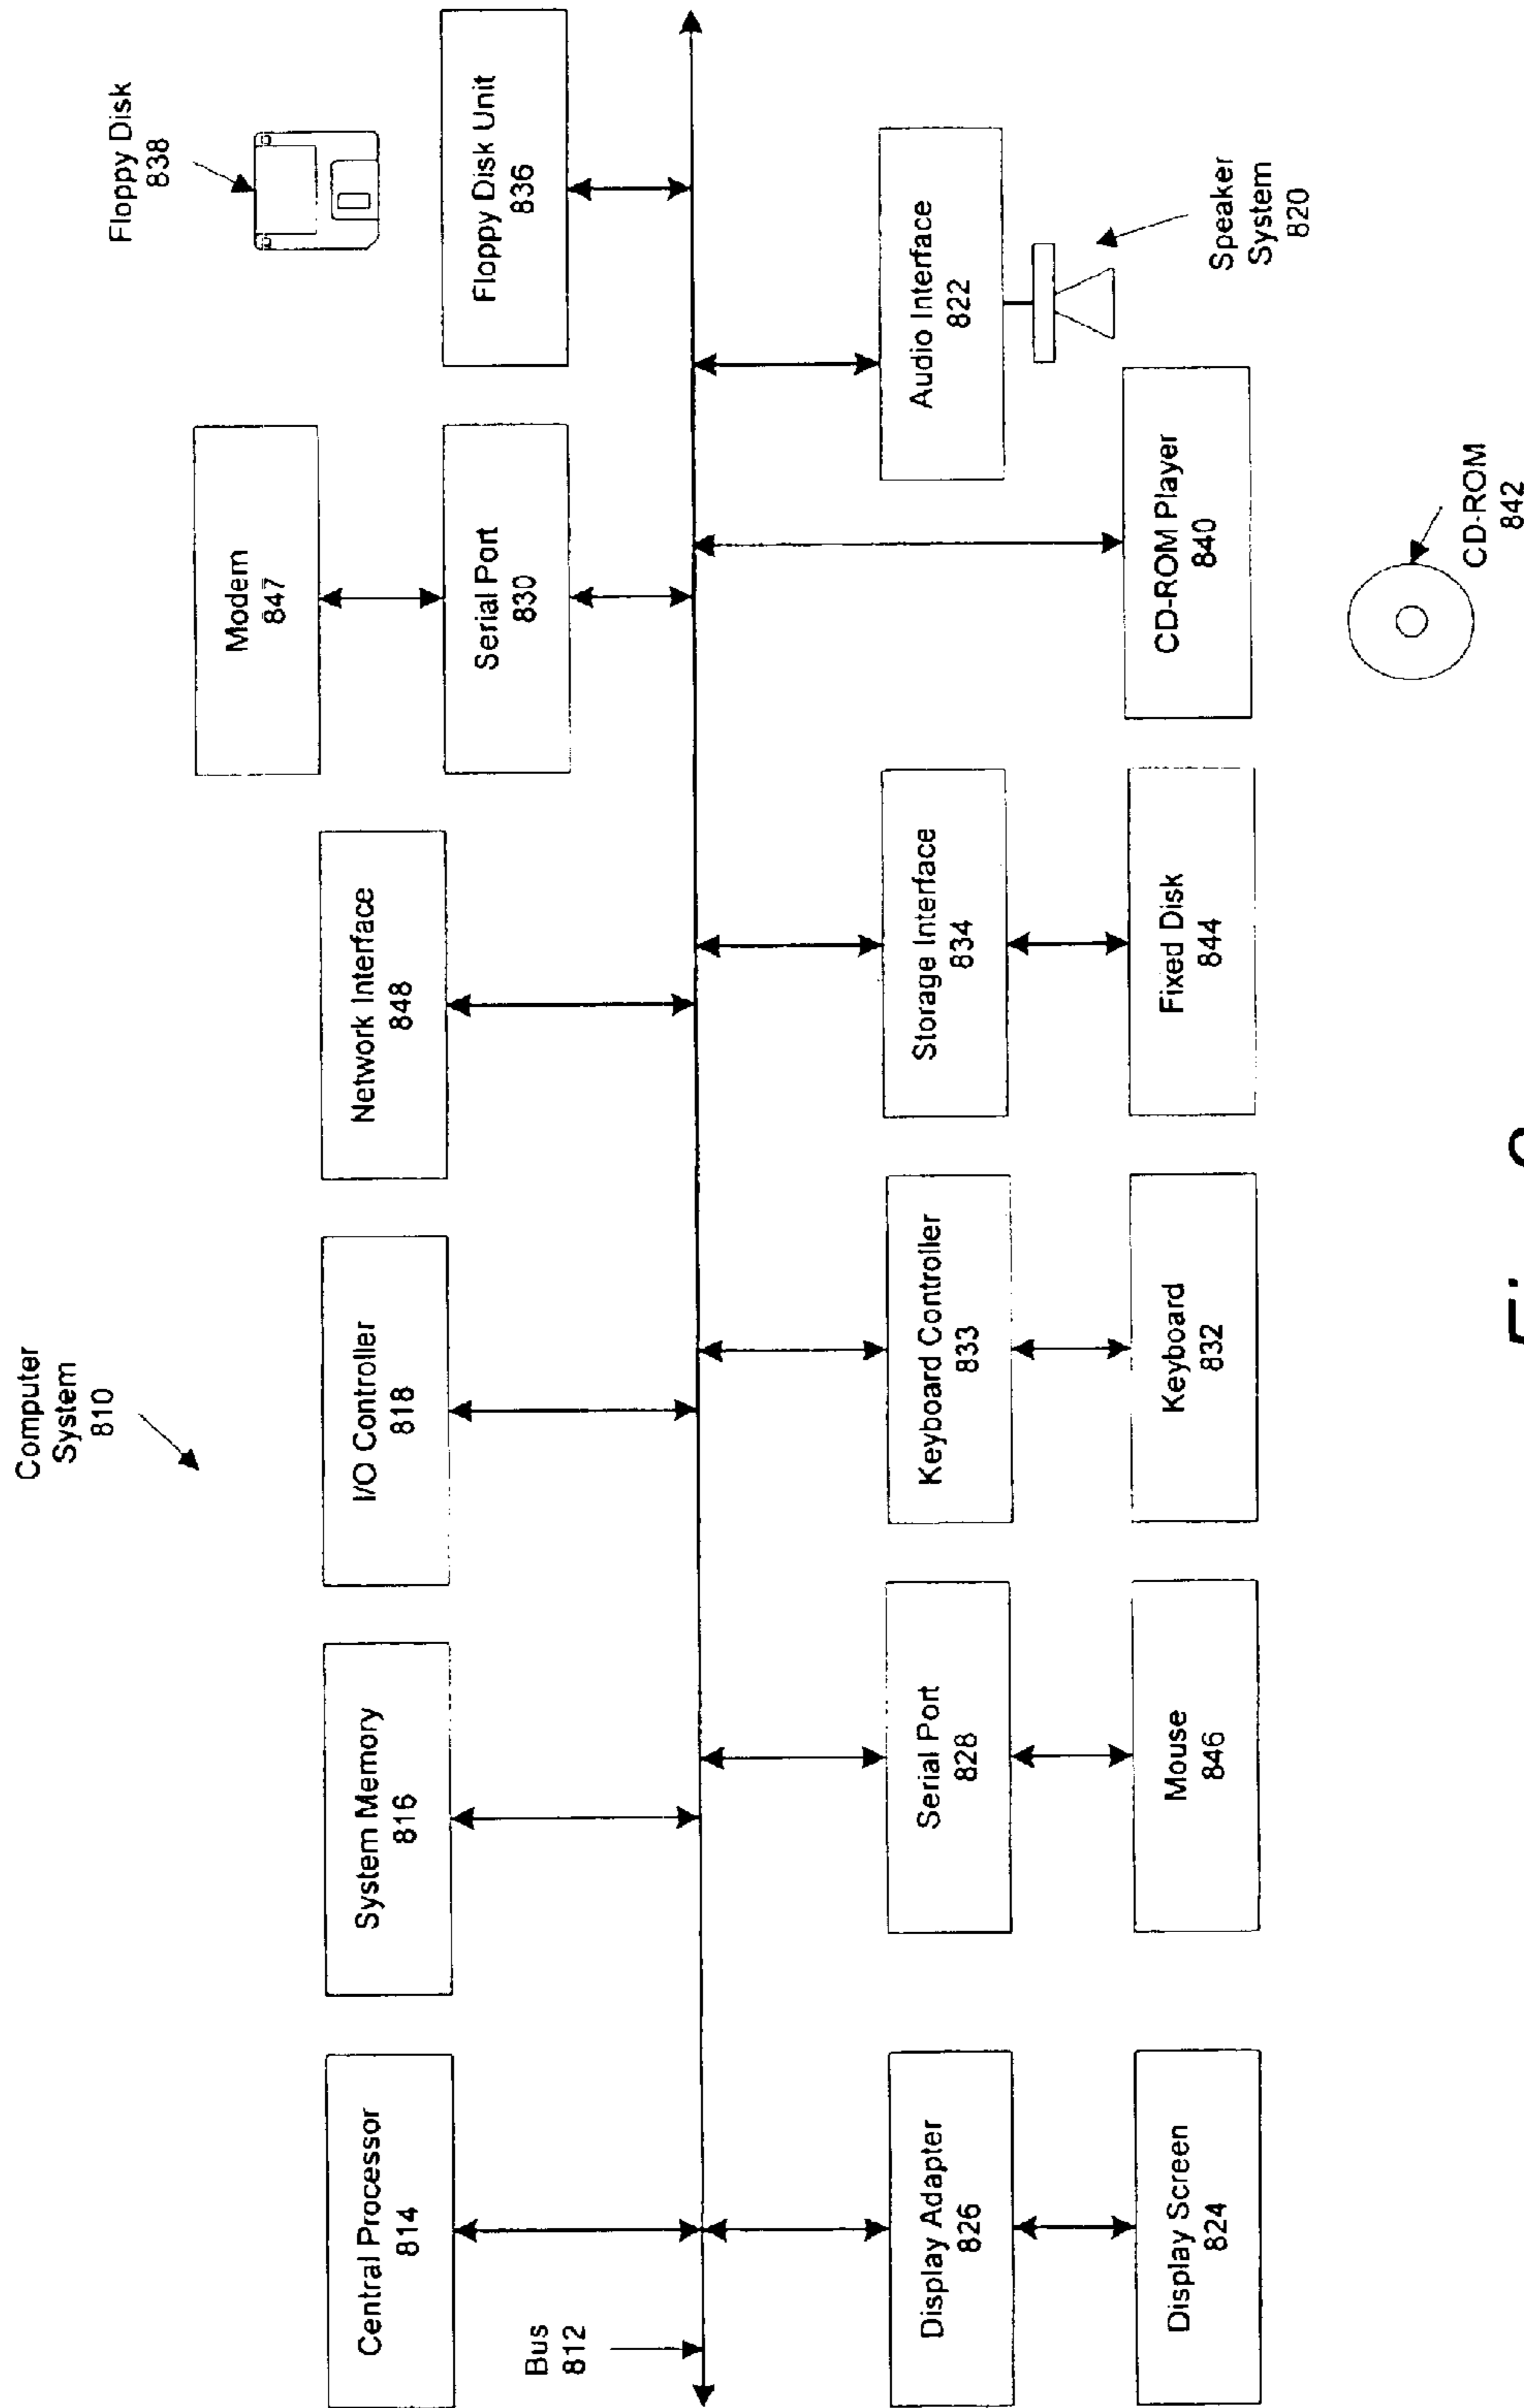 Computer
System
810
Floppy Disk
838
Modem
847
Central Processor
814
System Memory
816
I/O Controller
818
Network Interface
848
Serial Port
830
Floppy Disk Unit
836
Bus
812
Display Adapter
826
Serial Port
828
Keyboard Controller
833
Storage Interface
834
Audio Interface
822
Display Screen
824
Mouse
846
Keyboard
832
Fixed Disk
844
CD-ROM Player
840
Speaker
System
820
CD-ROM
842